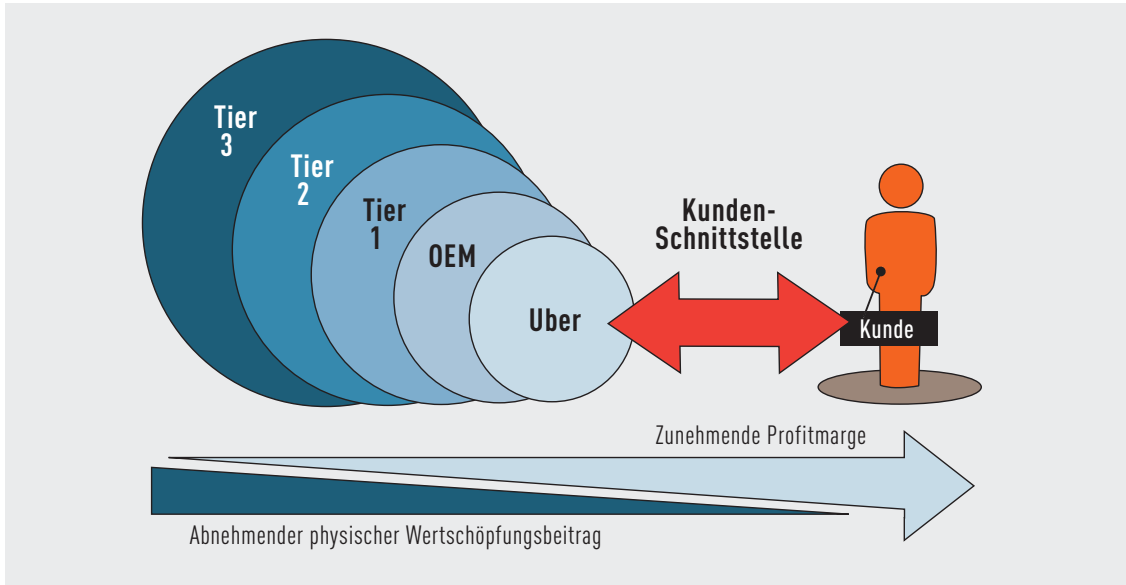 Tier
3
Tier
2
Tier
1
OEM
Uber
Kunden-
Schnittstelle
Kunde
Zunehmende Profitmarge
Abnehmender physischer Wertschöpfungsbeitrag